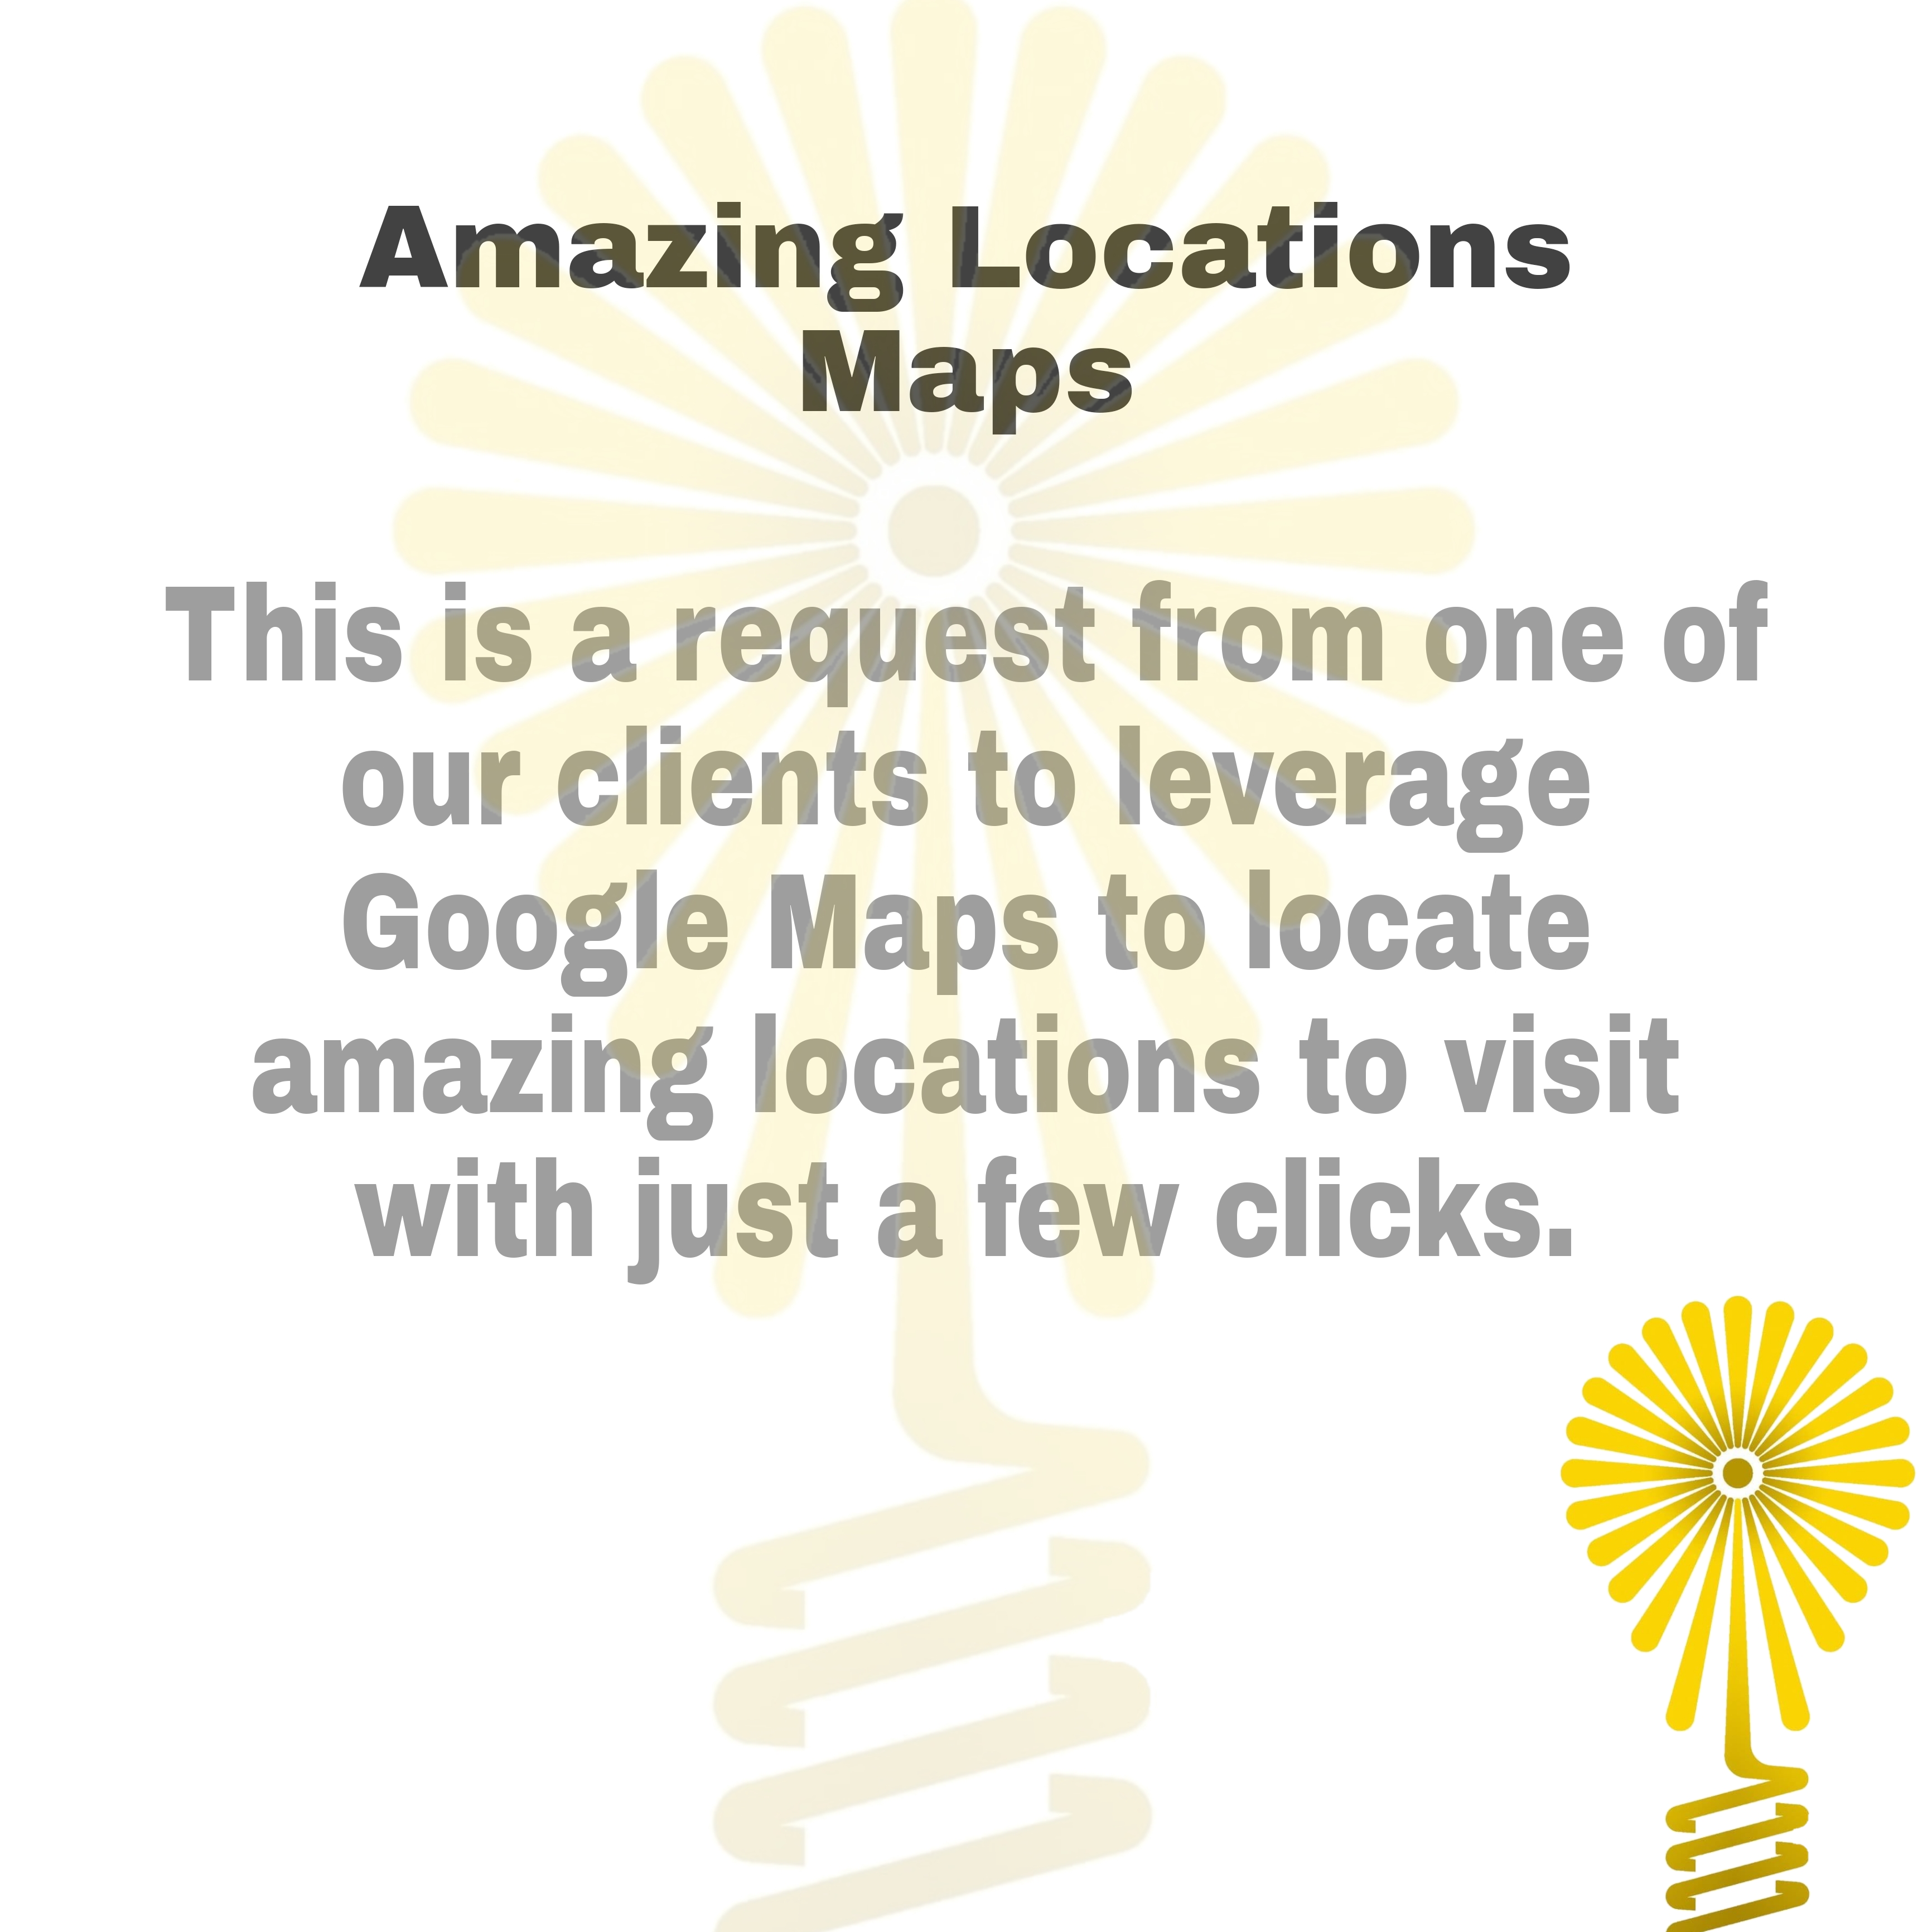 Amazing Locations
Maps
This is a request from one of
our clients to leverage
Google Maps to locate
amazing locations to visit
with just a few clicks.